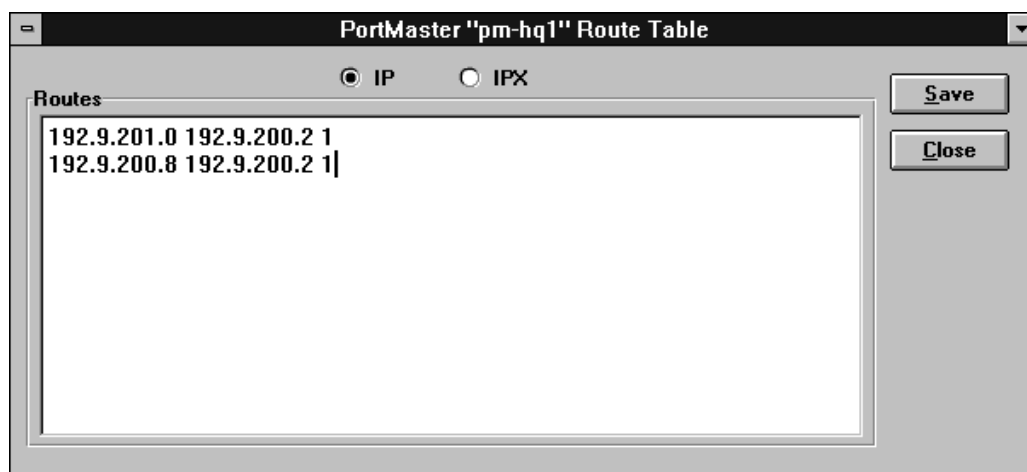 PortMaster "pm-hq1" Route Table
IP IPX
Routes
Save
192.9.201.0 192.9.200.2 1
192.9.200.8 192.9.200.2 1
Close